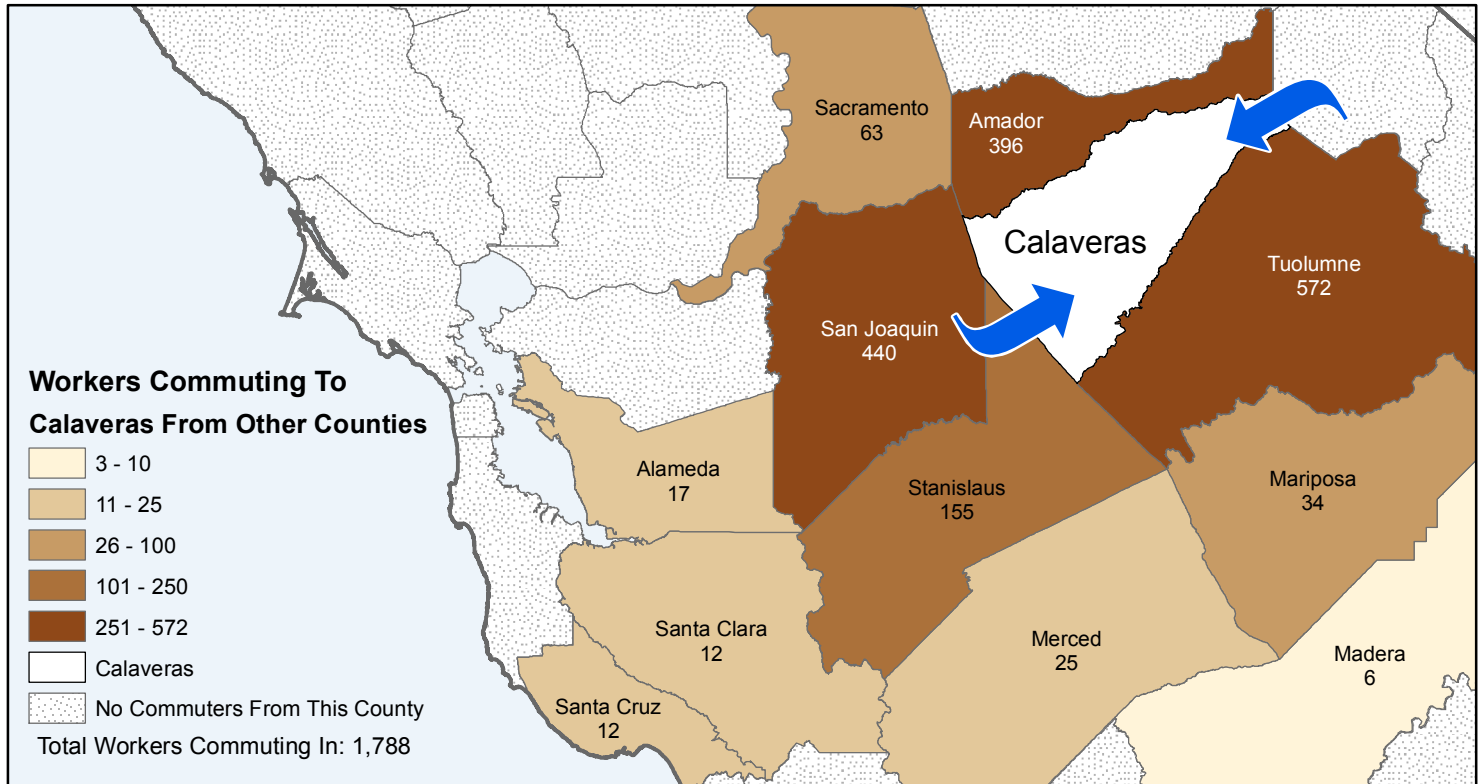 Sacramento
63
Amador
396
Calaveras
Tuolumne
572
San Joaquin
440
Workers Commuting To
Calaveras From Other Counties
3 - 10
11 - 25
26 - 100
101 - 250
251 - 572
Calaveras
No Commuters From This County
Total Workers Commuting In: 1,788
Alameda
17
Stanislaus
155
Mariposa
34
Santa Clara
12
Merced
25
Madera
6
Santa Cruz
12